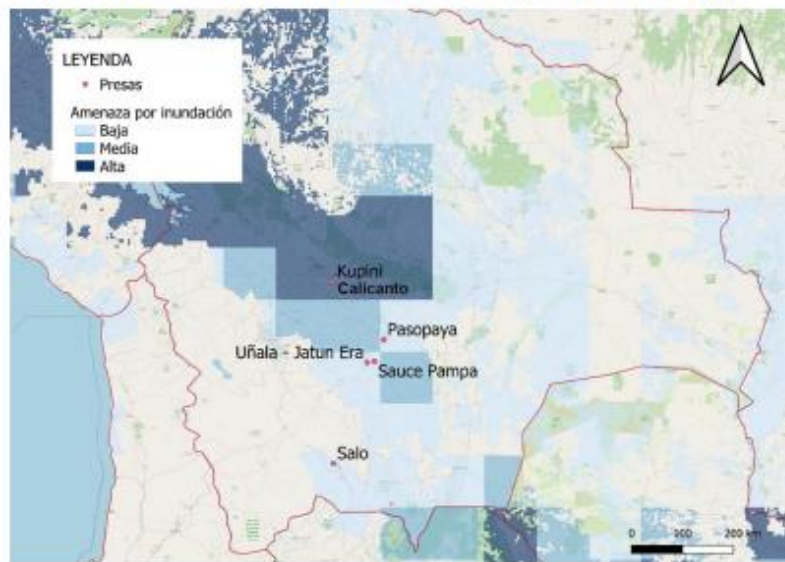 LEYENDA
Presas
Amenaza por inundación
Baja
Media
Alta
Kupini
Calicanto
Pasopaya
Uñala - Jatun Era
Sauce Pampa
Salo
0 100 200 km